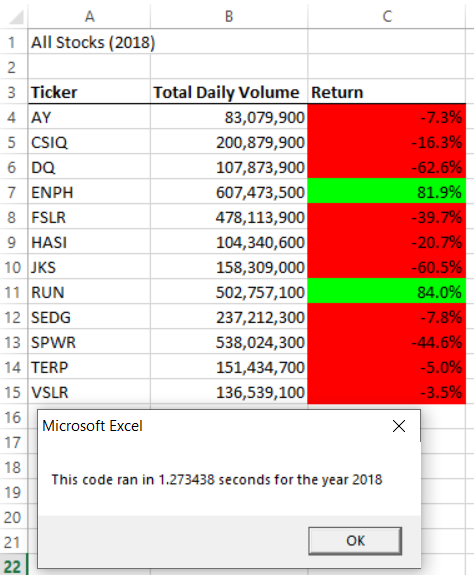 A B C
1 All Stocks (2018)
2
3 Ticker Total Daily Volume Return
4 AY 83,079,900 -7.3%
5 CSIQ 200,879,900 -16.3%
6 DQ 107,873,900 -62.6%
7 ENPH 607,473,500 81.9%
8 FSLR 478,113,900 -39.7%
9 HASI 104,340,600 -20.7%
10 JKS 158,309,000 -60.5%
11 RUN 502,757,100 84.0%
12 SEDG 237,212,300 -7.8%
13 SPWR 538,024,300 -44.6%
14 TERP 151,434,700 -5.0%
15 VSLR 136,539,100 -3.5%
16
17 Microsoft Excel
18
19 This code ran in 1.273438 seconds for the year 2018
20
21 OK
22